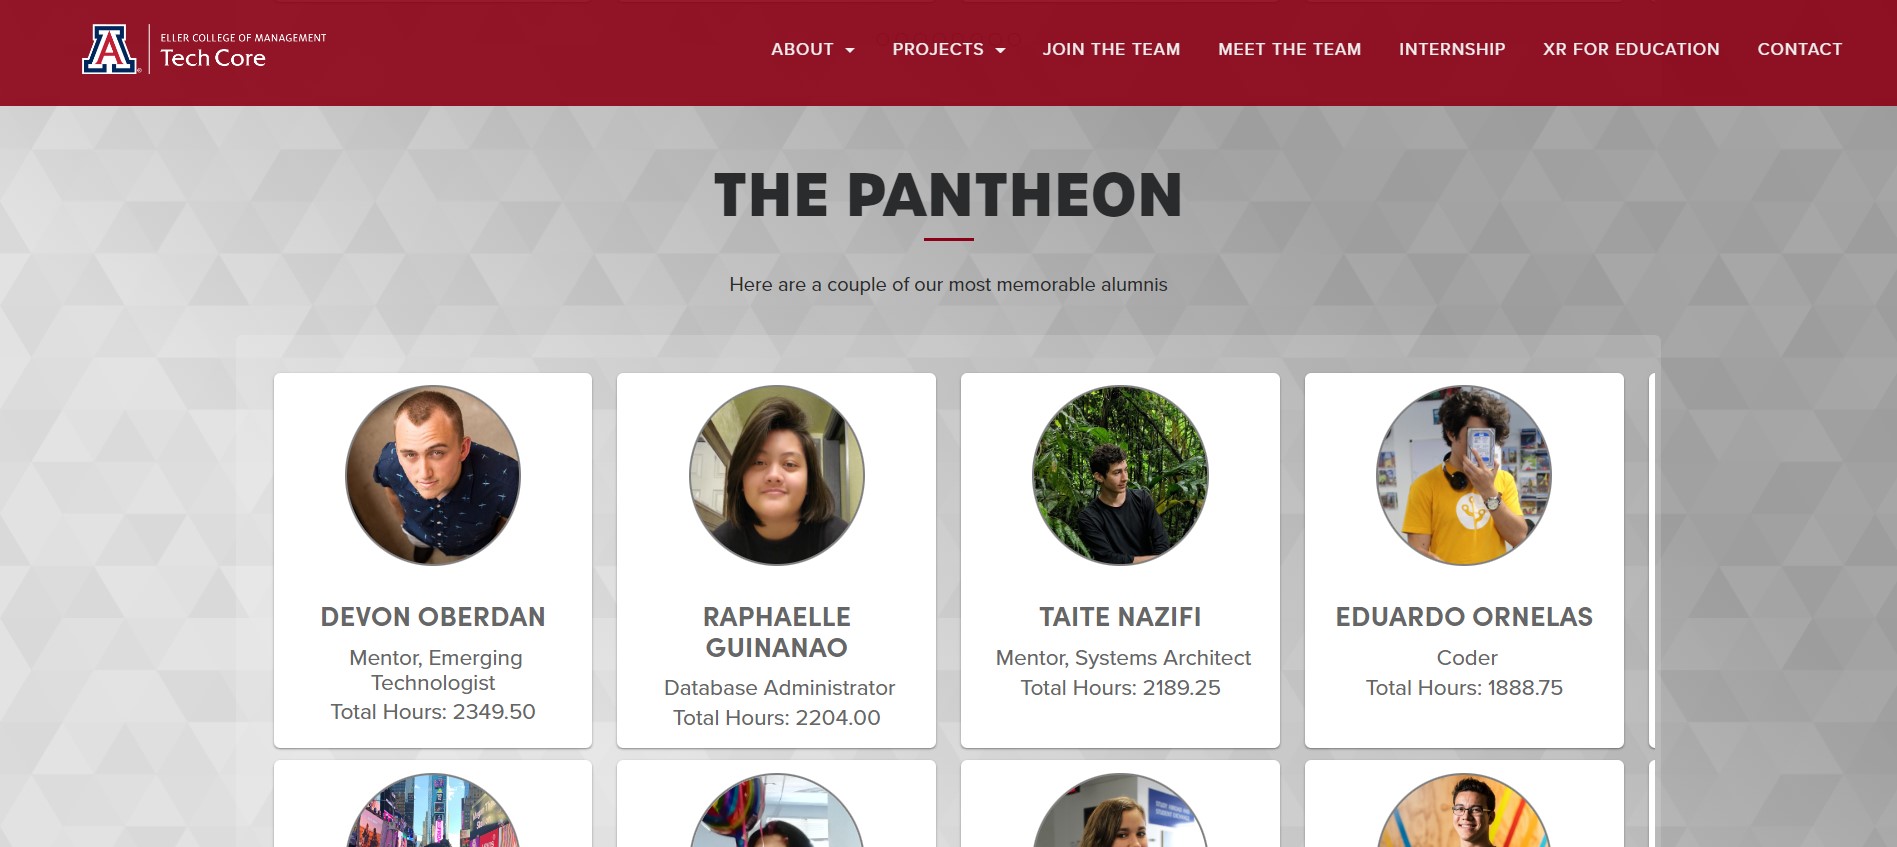 ELLER COLLEGE OF MANAGEMENT
Tech Core
ABOUT
PROJECTS
JOIN THE TEAM
MEET THE TEAM
INTERNSHIP
XR FOR EDUCATION
CONTACT
THE PANTHEON
Here are a couple of our most memorable alumnis
DEVON OBERDAN
Mentor, Emerging
Technologist
Total Hours: 2349.50
RAPHAELLE
GUINANAO
Database Administrator
Total Hours: 2204.00
TAITE NAZIFI
Mentor, Systems Architect
Total Hours: 2189.25
EDUARDO ORNELAS
Coder
Total Hours: 1888.75